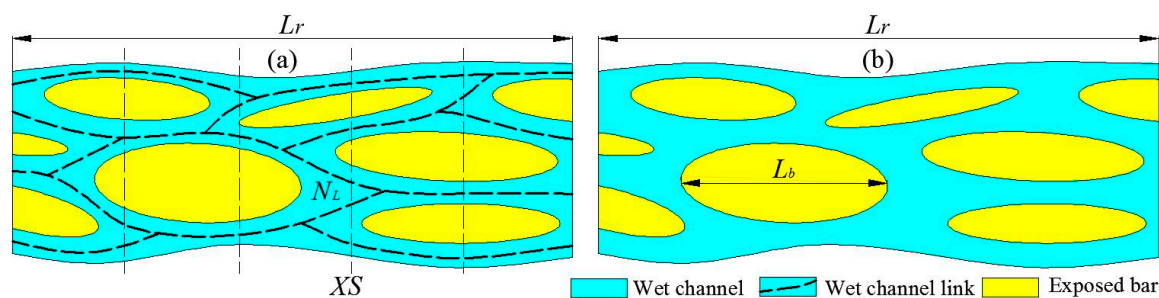 Lr
Lr
(a)
(b)
NL
Lb
XS
Wet channel
Wet channel link
Exposed bar